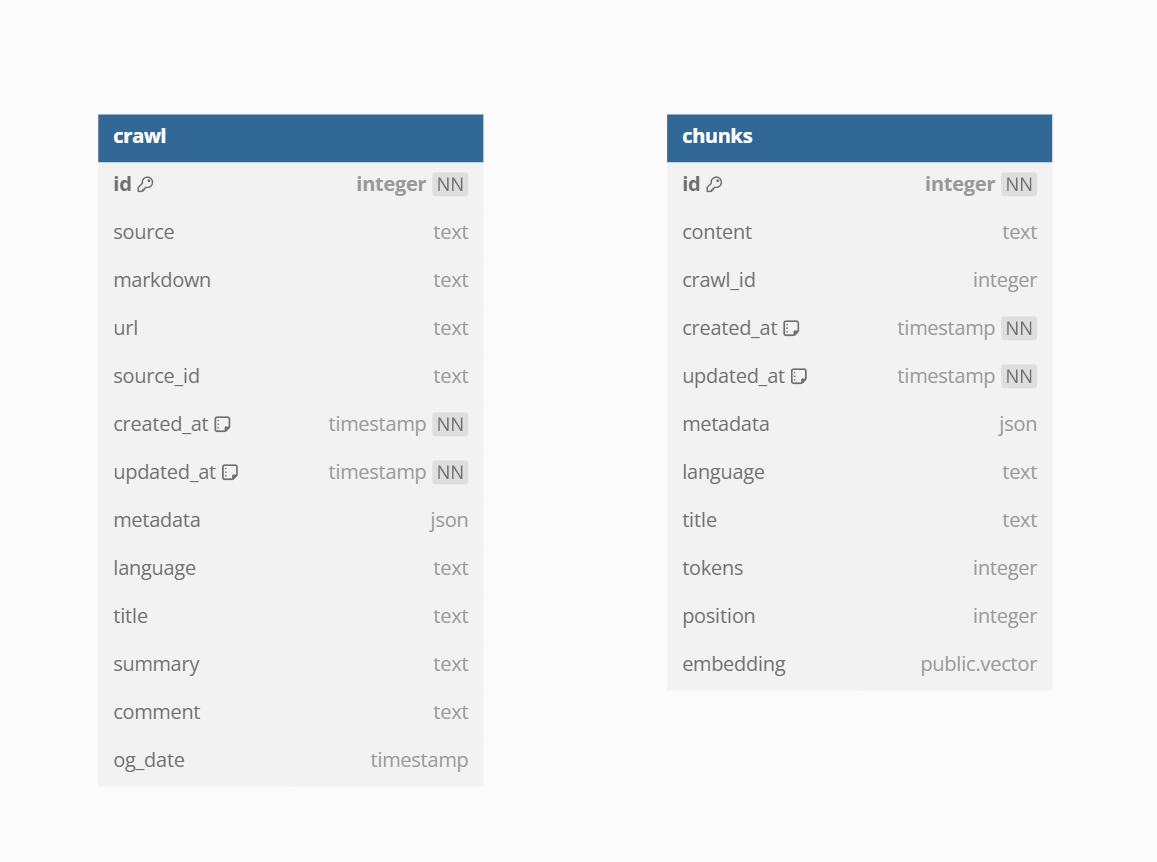 crawl
id integer NN
source text
markdown text
url text
source_id text
created_at timestamp NN
updated_at timestamp NN
metadata json
language text
title text
summary text
comment text
og_date timestamp
chunks
id integer NN
content text
crawl_id integer
created_at timestamp NN
updated_at timestamp NN
metadata json
language text
title text
tokens integer
position integer
embedding public.vector